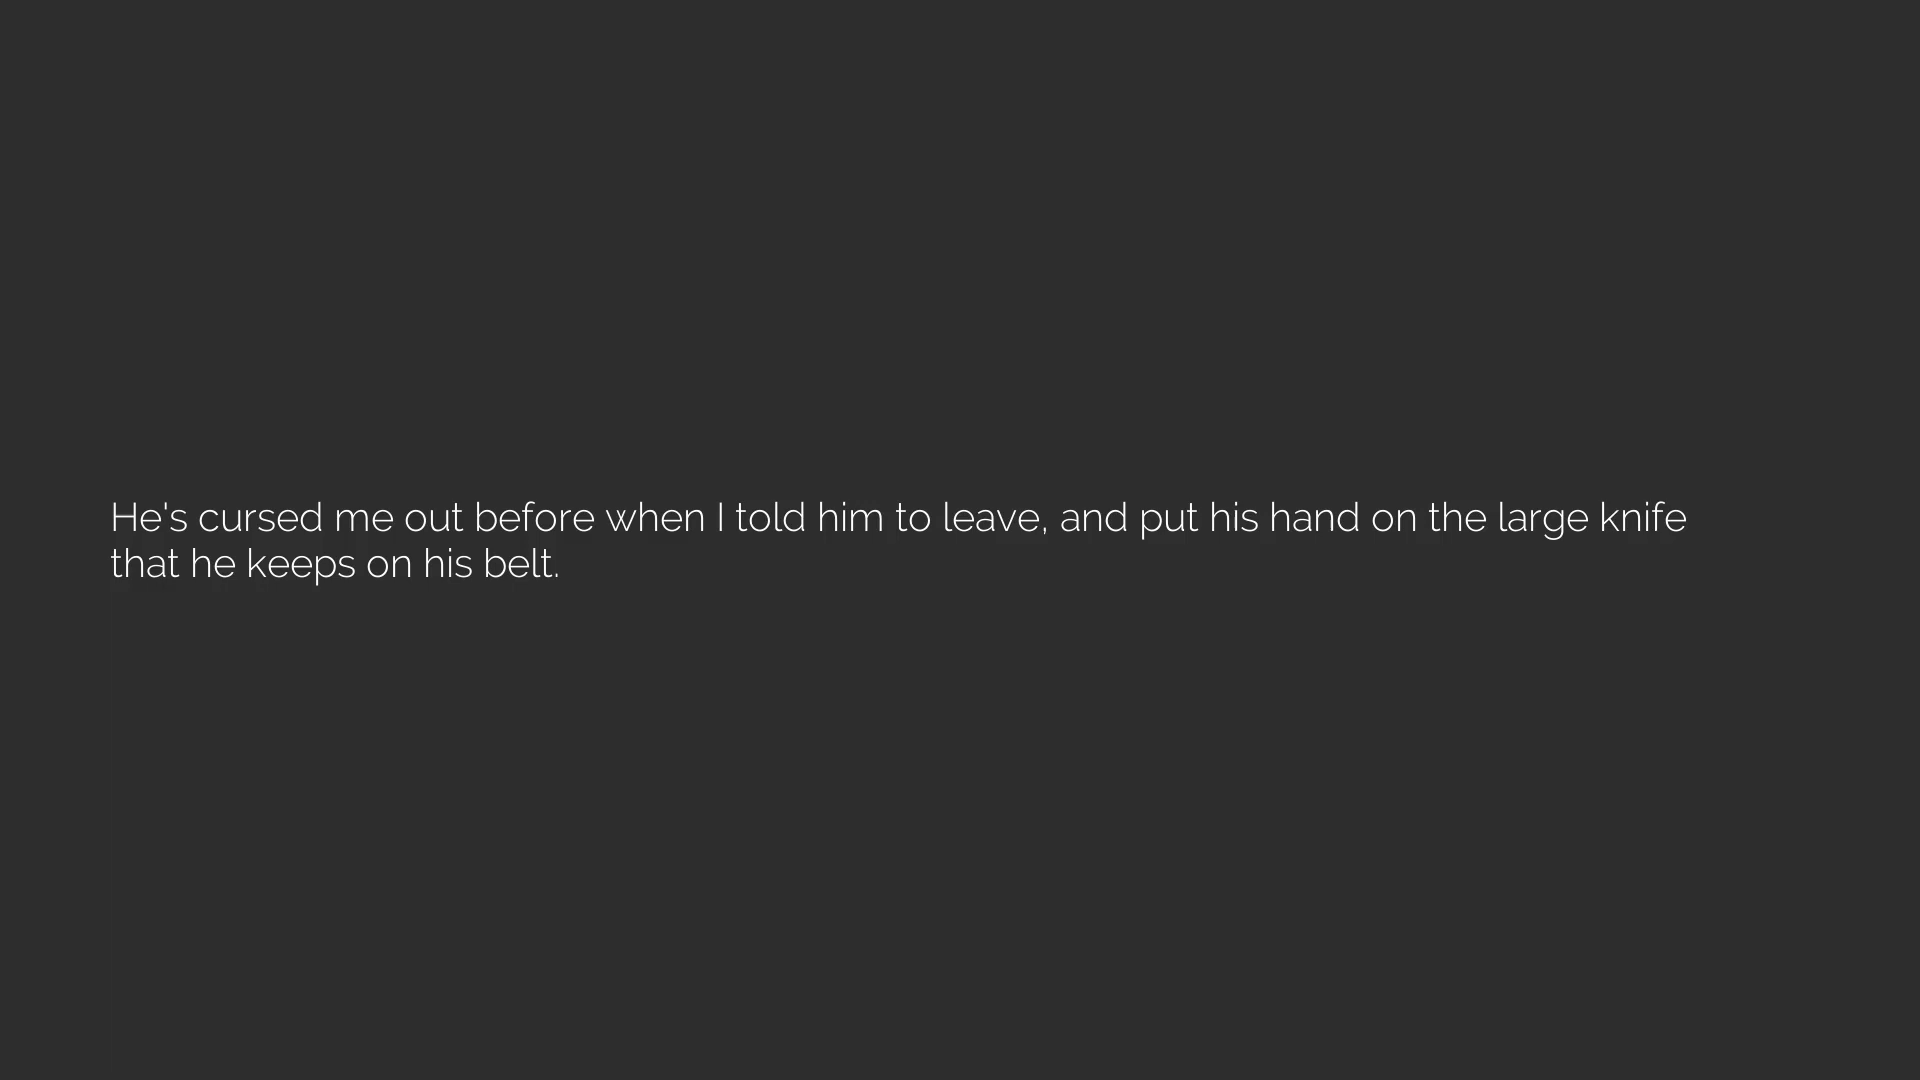 He's cursed me out before when I told him to leave, and put his hand on the large knife
that he keeps on his belt.